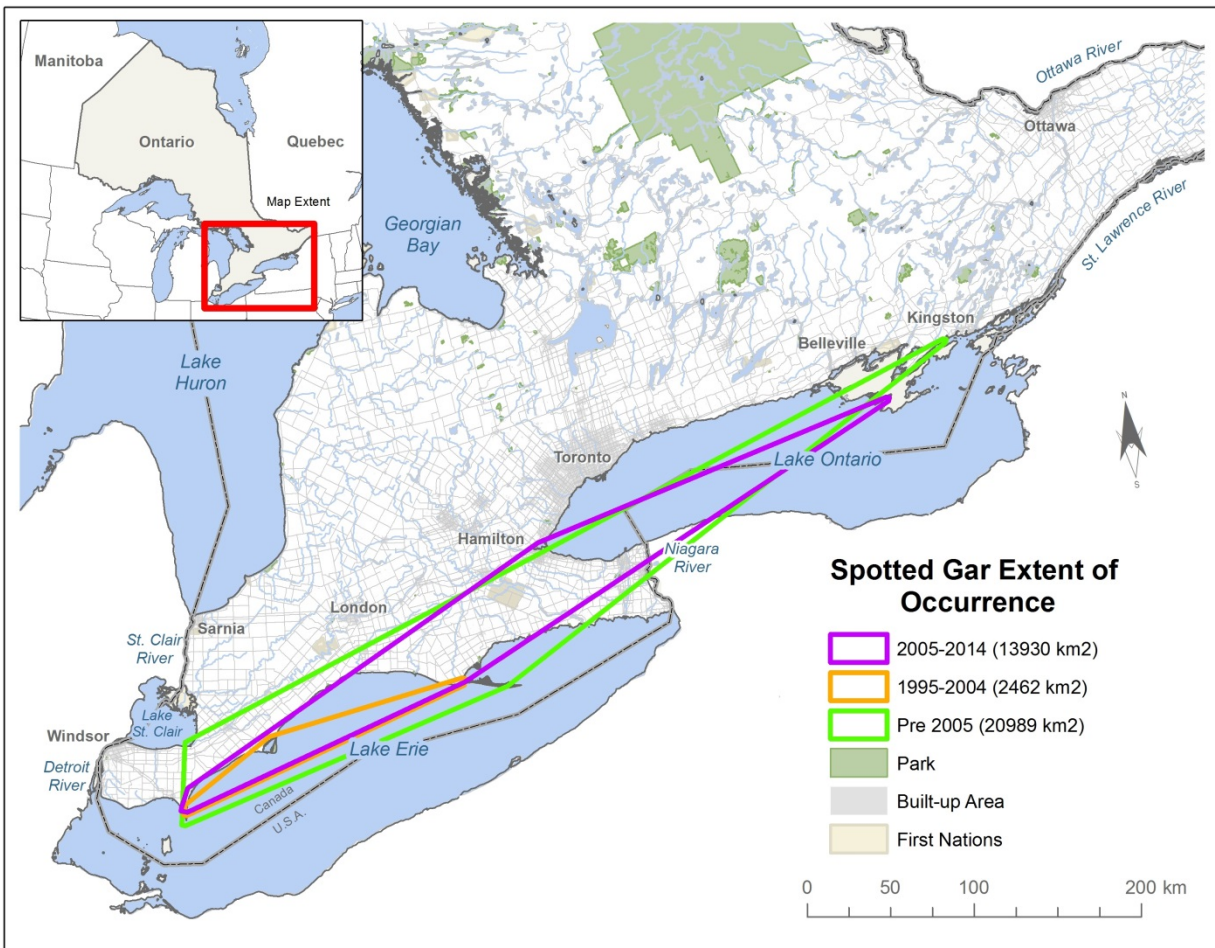 Manitoba
Ontario
Quebec
Map Extent
Ottawa River
Ottawa
St. Lawrence River
Georgian
Bay
Kingston
Belleville
Lake
Huron
N
S
Toronto
Lake Ontario
Hamilton
Niagara
River
London
Sarnia
St. Clair
River
Lake
St. Clair
Windsor
Detroit
River
Lake Erie
Canada
U.S.A.
Spotted Gar Extent of
Occurrence
2005-2014 (13930 km2)
1995-2004 (2462 km2)
Pre 2005 (20989 km2)
Park
Built-up Area
First Nations
0 50 100 200 km